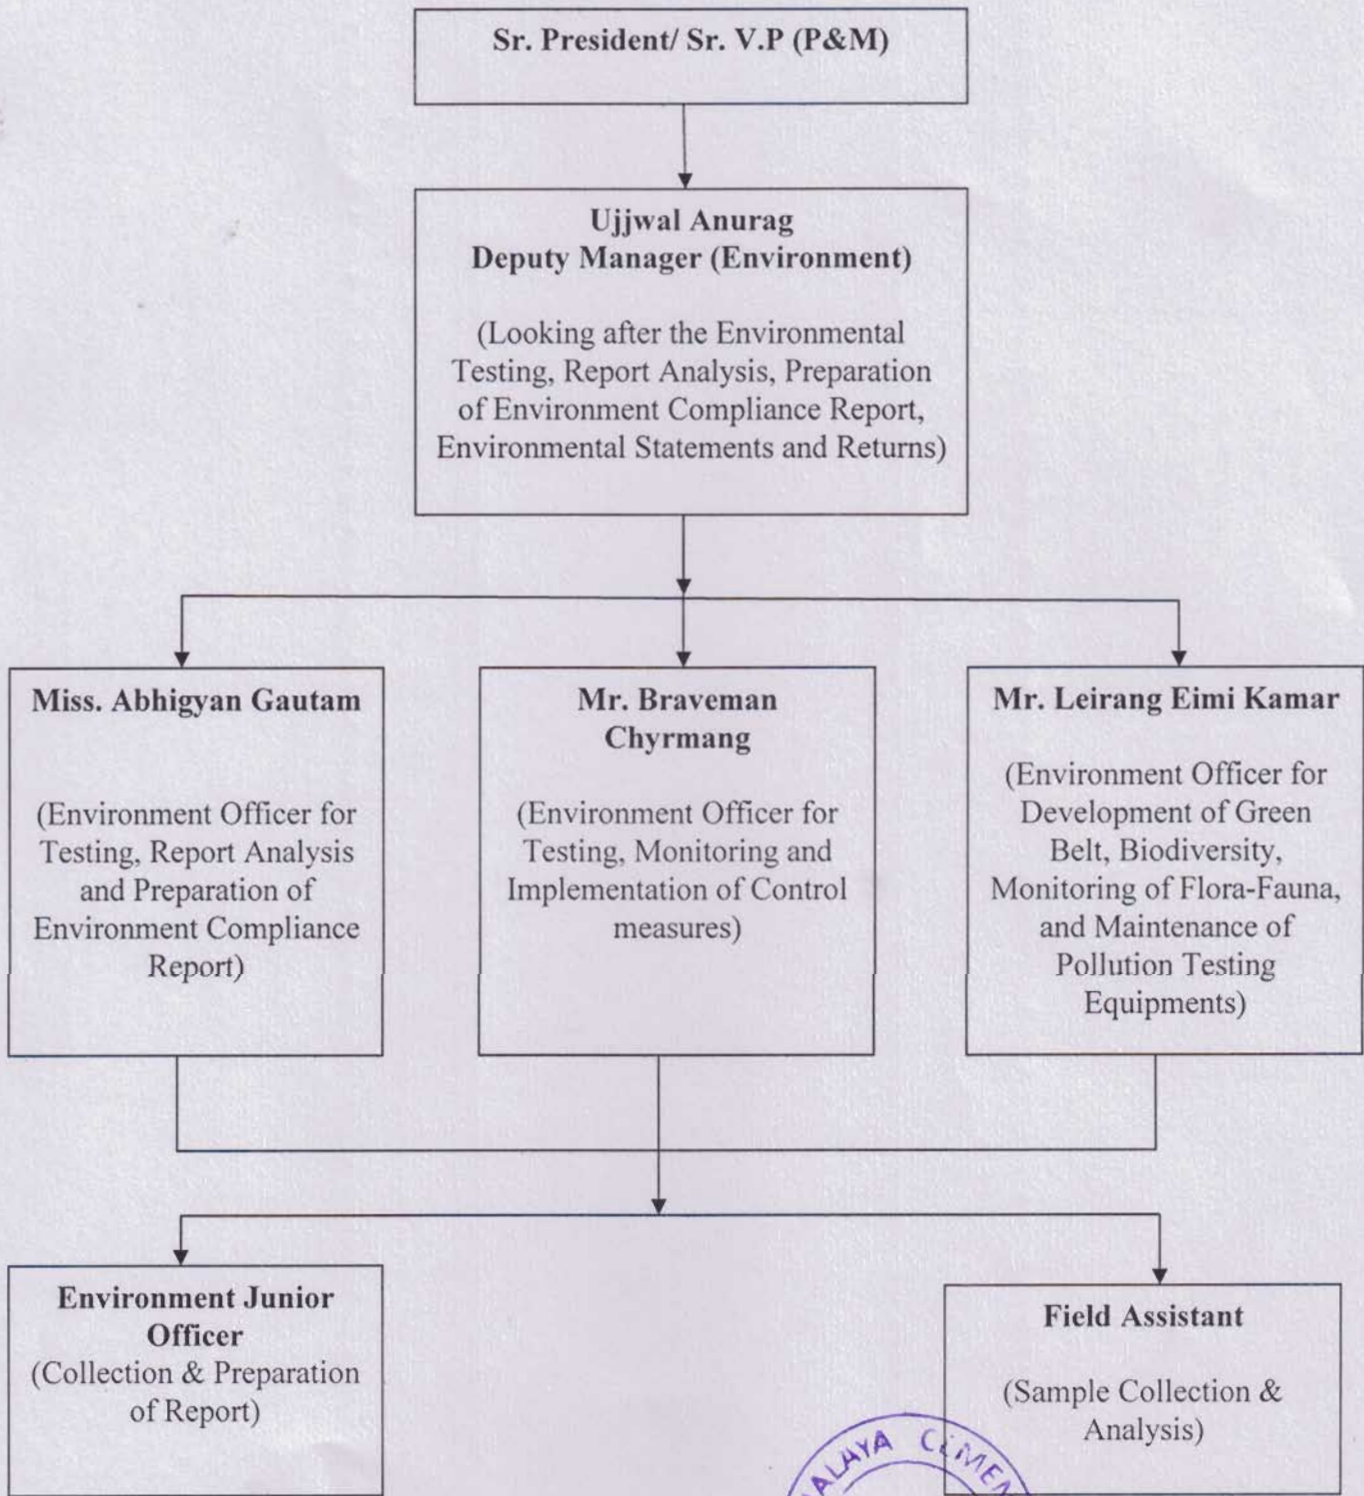 Sr. President/ Sr. V.P (P&M)
Ujjwal Anurag
Deputy Manager (Environment)
(Looking after the Environmental
Testing, Report Analysis, Preparation
of Environment Compliance Report,
Environmental Statements and Returns)
Miss. Abhigyan Gautam
(Environment Officer for
Testing, Report Analysis
and Preparation of
Environment Compliance
Report)
Mr. Braveman
Chyrmang
(Environment Officer for
Testing, Monitoring and
Implementation of Control
measures)
Mr. Leirang Eimi Kamar
(Environment Officer for
Development of Green
Belt, Biodiversity,
Monitoring of Flora-Fauna,
and Maintenance of
Pollution Testing
Equipments)
Environment Junior
Officer
(Collection & Preparation
of Report)
Field Assistant
(Sample Collection &
Analysis)